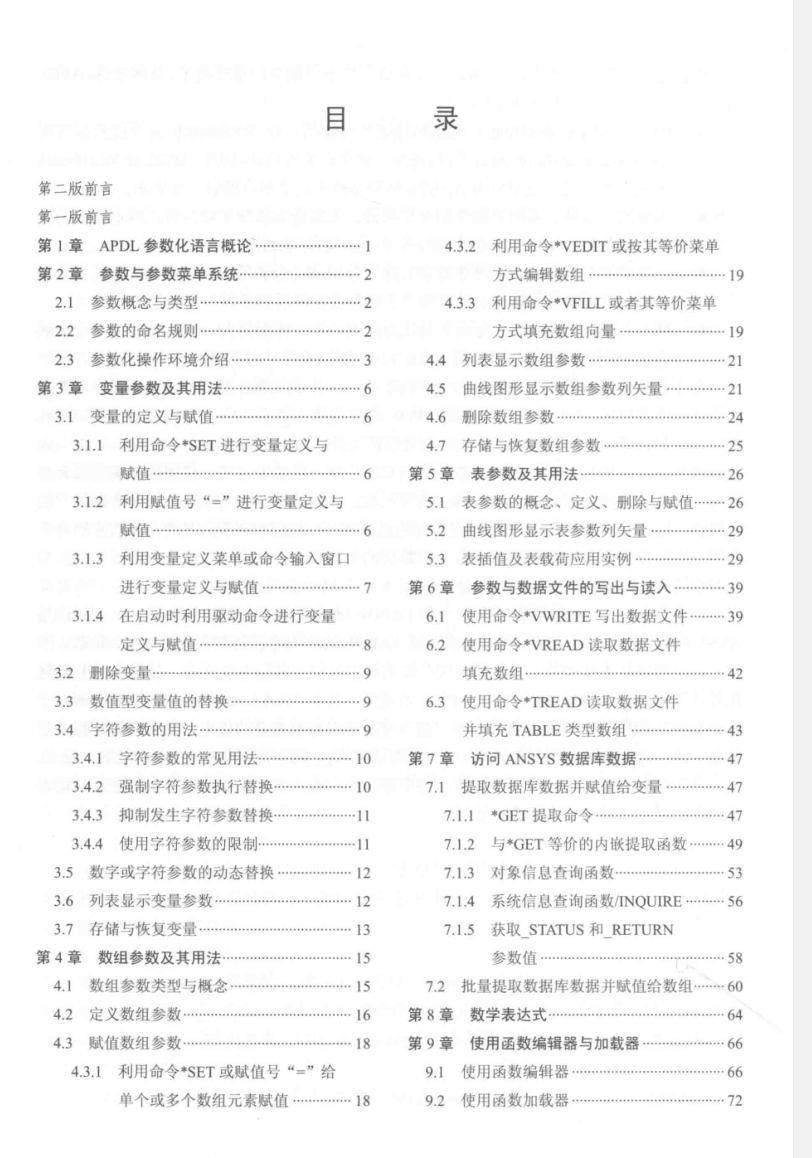 目 录
第二版前言
第一版前言
第 1 章 APDL 参数化语言概论……………1
第 2 章 参数与参数菜单系统……………2
2.1 参数概念与类型……………2
2.2 参数的命名规则……………2
2.3 参数化操作环境介绍……………3
第 3 章 变量参数及其用法……………6
3.1 变量的定义与赋值……………6
3.1.1 利用命令*SET 进行变量定义与
赋值……………6
3.1.2 利用赋值号“=”进行变量定义与
赋值……………6
3.1.3 利用变量定义菜单或命令输入窗口
进行变量定义与赋值……………7
3.1.4 在启动时利用驱动命令进行变量
定义与赋值……………8
3.2 删除变量……………9
3.3 数值型变量值的替换……………9
3.4 字符参数的用法……………9
3.4.1 字符参数的常见用法……………10
3.4.2 强制字符参数执行替换……………10
3.4.3 抑制发生字符参数替换……………11
3.4.4 使用字符参数的限制……………11
3.5 数字或字符参数的动态替换……………12
3.6 列表显示变量参数……………12
3.7 存储与恢复变量……………13
第 4 章 数组参数及其用法……………15
4.1 数组参数类型与概念……………15
4.2 定义数组参数……………16
4.3 赋值数组参数……………18
4.3.1 利用命令*SET 或赋值号“=”给
单个或多个数组元素赋值……………18
4.3.2 利用命令*VEDIT 或按其等价菜单
方式编辑数组……………19
4.3.3 利用命令*VFILL 或者其等价菜单
方式填充数组向量……………19
4.4 列表显示数组参数……………21
4.5 曲线图形显示数组参数列矢量……………21
4.6 删除数组参数……………24
4.7 存储与恢复数组参数……………25
第 5 章 表参数及其用法……………26
5.1 表参数的概念、定义、删除与赋值……26
5.2 曲线图形显示表参数列矢量……………29
5.3 表插值及表载荷应用实例……………29
第 6 章 参数与数据文件的写出与读入………39
6.1 使用命令*VWRITE 写出数据文件………39
6.2 使用命令*VREAD 读取数据文件
填充数组……………42
6.3 使用命令*TREAD 读取数据文件
并填充 TABLE 类型数组……………43
第 7 章 访问 ANSYS 数据库数据……………47
7.1 提取数据库数据并赋值给变量……………47
7.1.1 *GET 提取命令……………47
7.1.2 与*GET 等价的内嵌提取函数………49
7.1.3 对象信息查询函数……………53
7.1.4 系统信息查询函数/INQUIRE………56
7.1.5 获取_STATUS 和_RETURN
参数值……………58
7.2 批量提取数据库数据并赋值给数组……60
第 8 章 数学表达式……………64
第 9 章 使用函数编辑器与加载器……………66
9.1 使用函数编辑器……………66
9.2 使用函数加载器……………72